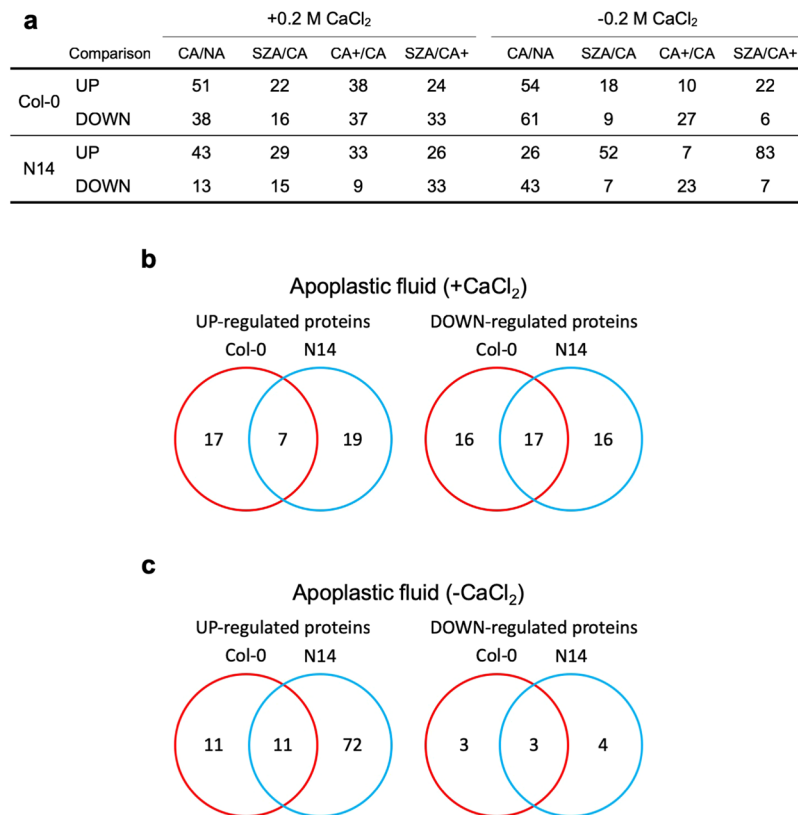 a
+0.2 M CaCl₂ -0.2 M CaCl₂
Comparison CA/NA SZA/CA CA+/CA SZA/CA+ CA/NA SZA/CA CA+/CA SZA/CA+
Col-0
UP 51 22 38 24 54 18 10 22
DOWN 38 16 37 33 61 9 27 6
N14
UP 43 29 33 26 26 52 7 83
DOWN 13 15 9 33 43 7 23 7
b
Apoplastic fluid (+CaCl₂)
UP-regulated proteins DOWN-regulated proteins
Col-0 N14 Col-0 N14
17 7 19 16 17 16
c
Apoplastic fluid (-CaCl₂)
UP-regulated proteins DOWN-regulated proteins
Col-0 N14 Col-0 N14
11 11 72 3 3 4